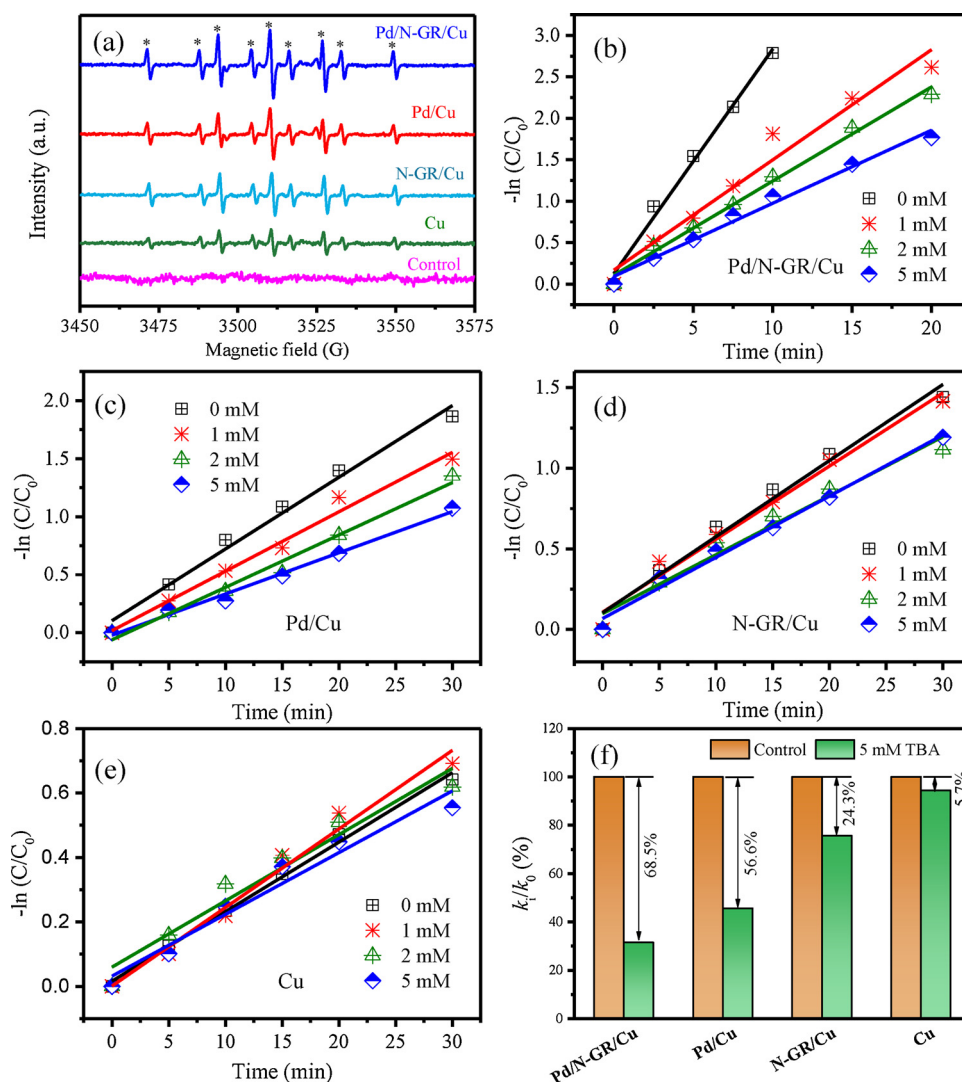 (a)
* * * * * * * * *
Pd/N-GR/Cu
Pd/Cu
N-GR/Cu
Cu
Control
Intensity (a.u.)
3450 3475 3500 3525 3550 3575
Magnetic field (G)
(b)
-3.0
2.5
2.0
1.5
1.0
0.5
0.0
-ln (C/C0)
0 mM
1 mM
2 mM
5 mM
Pd/N-GR/Cu
0 5 10 15 20
Time (min)
(c)
2.0
1.5
1.0
0.5
0.0
-ln (C/C0)
0 mM
1 mM
2 mM
5 mM
Pd/Cu
0 5 10 15 20 25 30
Time (min)
(d)
1.5
1.0
0.5
0.0
-ln (C/C0)
0 mM
1 mM
2 mM
5 mM
N-GR/Cu
0 5 10 15 20 25 30
Time (min)
(e)
0.8
0.6
0.4
0.2
0.0
-ln (C/C0)
0 mM
1 mM
2 mM
5 mM
Cu
0 5 10 15 20 25 30
Time (min)
(f)
Control 5 mM TBA
120
100
80
60
40
20
0
ki/k0 (%)
68.5%
56.6%
24.3%
5.7%
Pd/N-GR/Cu Pd/Cu N-GR/Cu Cu